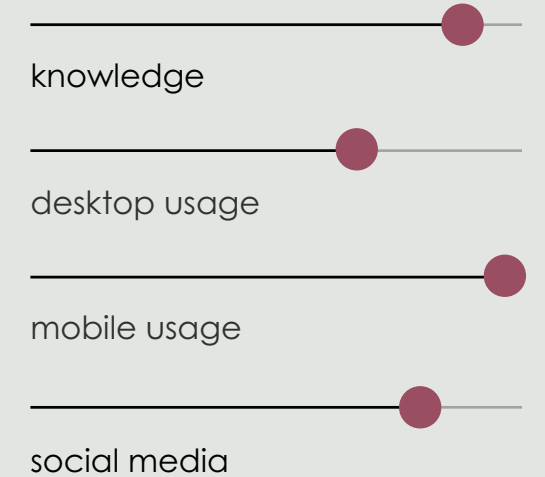 knowledge
desktop usage
mobile usage
social media